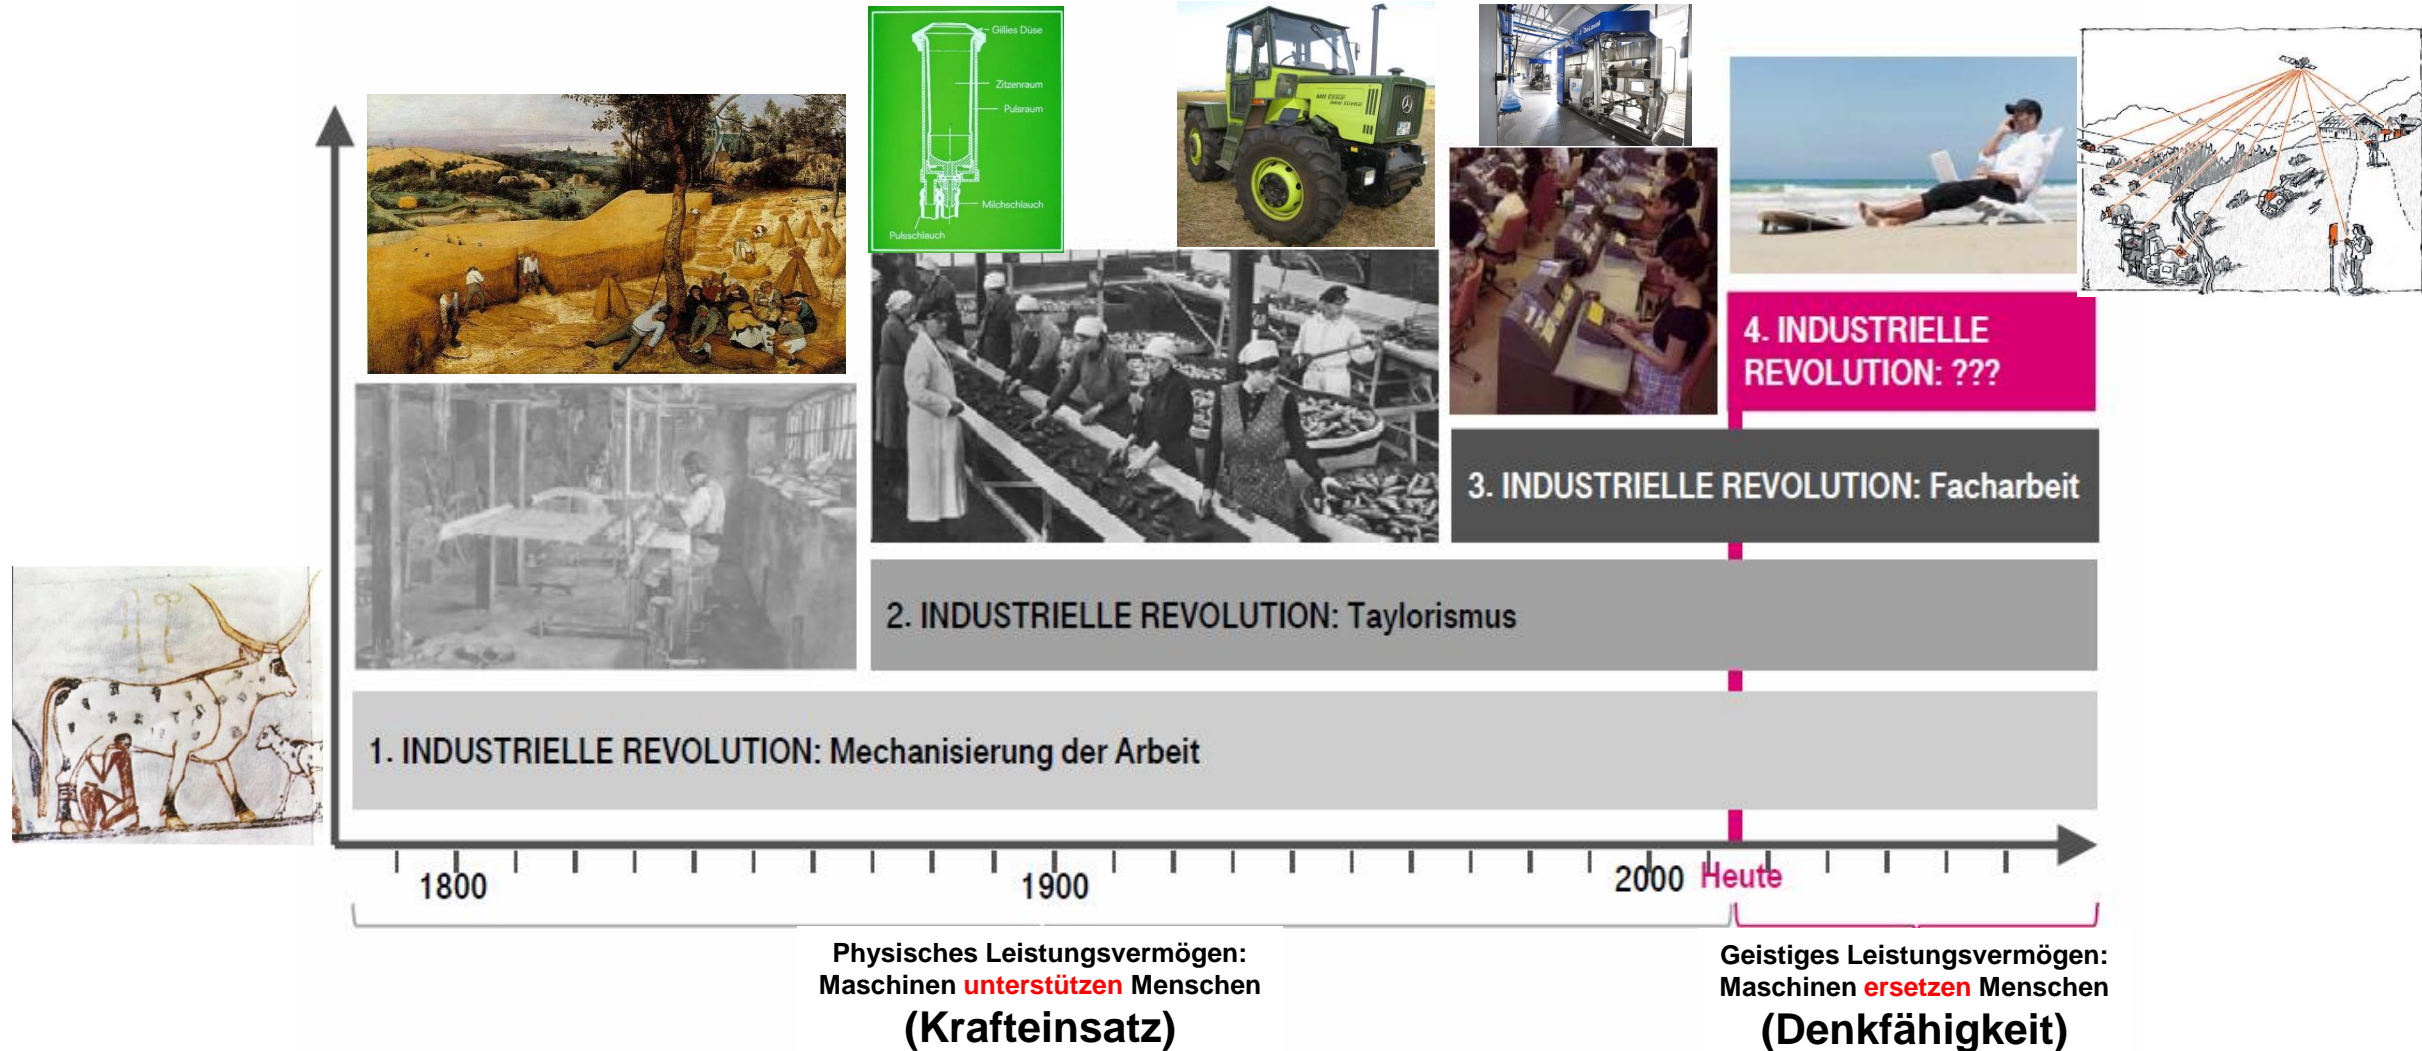 Gillies Düse
Zitzenraum
Pulsraum
Milchschlauch
Pulsschlauch
DeLaval
4. INDUSTRIELLE
REVOLUTION: ???
3. INDUSTRIELLE REVOLUTION: Facharbeit
2. INDUSTRIELLE REVOLUTION: Taylorismus
1. INDUSTRIELLE REVOLUTION: Mechanisierung der Arbeit
1800
1900
2000
Heute
Physisches Leistungsvermögen:
Maschinen unterstützen Menschen
(Krafteinsatz)
Geistiges Leistungsvermögen:
Maschinen ersetzen Menschen
(Denkfähigkeit)